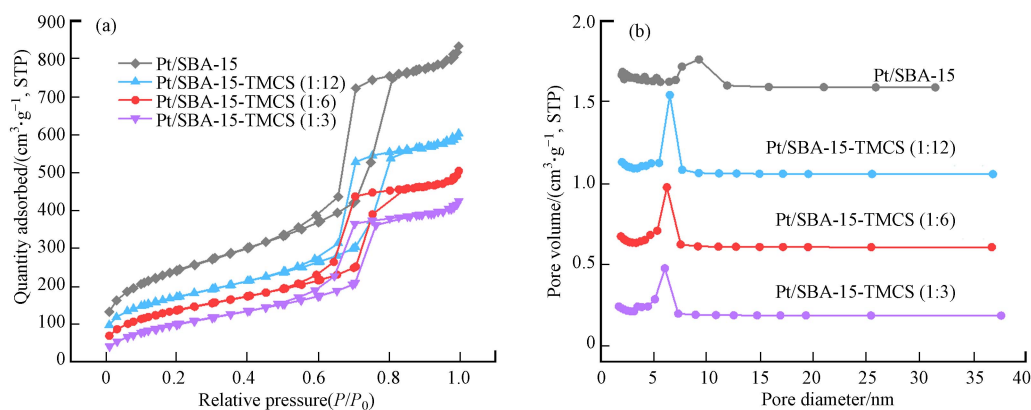 (a)
900
800
700
600
500
400
300
200
100
0
Quantity adsorbed/(cm³·g⁻¹, STP)
Pt/SBA-15
Pt/SBA-15-TMCS (1:12)
Pt/SBA-15-TMCS (1:6)
Pt/SBA-15-TMCS (1:3)
0 0.2 0.4 0.6 0.8 1.0
Relative pressure(P/P₀)
(b)
2.0
1.5
1.0
0.5
0
Pore volume/(cm³·g⁻¹, STP)
Pt/SBA-15
Pt/SBA-15-TMCS (1:12)
Pt/SBA-15-TMCS (1:6)
Pt/SBA-15-TMCS (1:3)
0 5 10 15 20 25 30 35 40
Pore diameter/nm